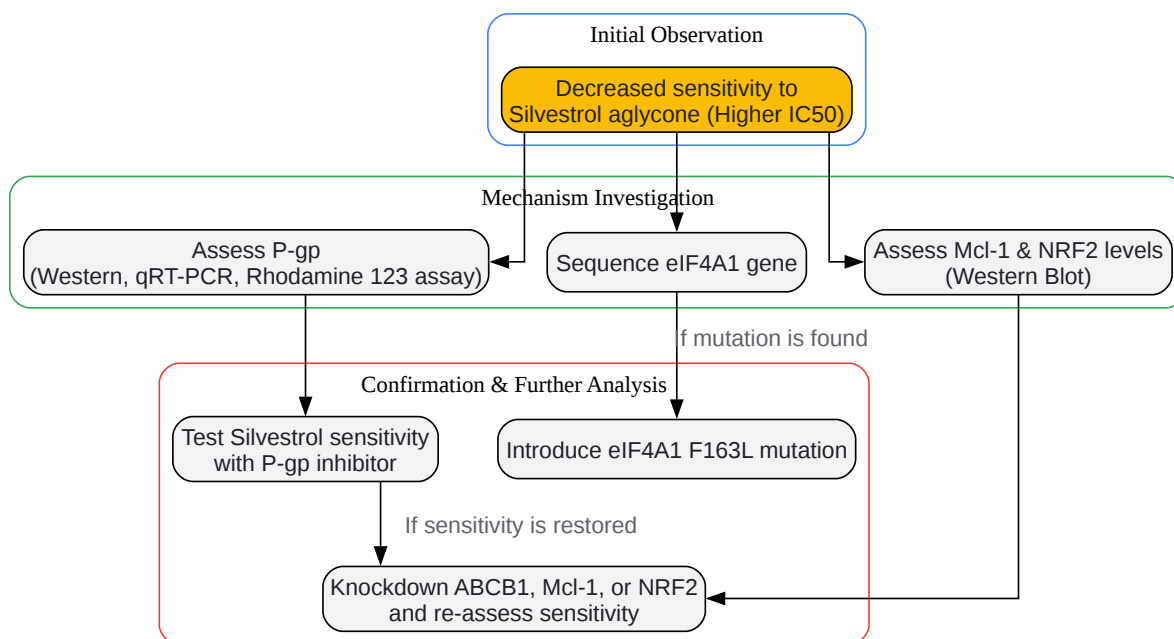 Initial Observation
Decreased sensitivity to
Silvestrol aglycone (Higher IC50)
Mechanism Investigation
Assess P-gp
(Western, qRT-PCR, Rhodamine 123 assay)
Sequence eIF4A1 gene
Assess Mcl-1 & NRF2 levels
(Western Blot)
If mutation is found
Confirmation & Further Analysis
Test Silvestrol sensitivity
with P-gp inhibitor
Introduce eIF4A1 F163L mutation
If sensitivity is restored
Knockdown ABCB1, Mcl-1, or NRF2
and re-assess sensitivity